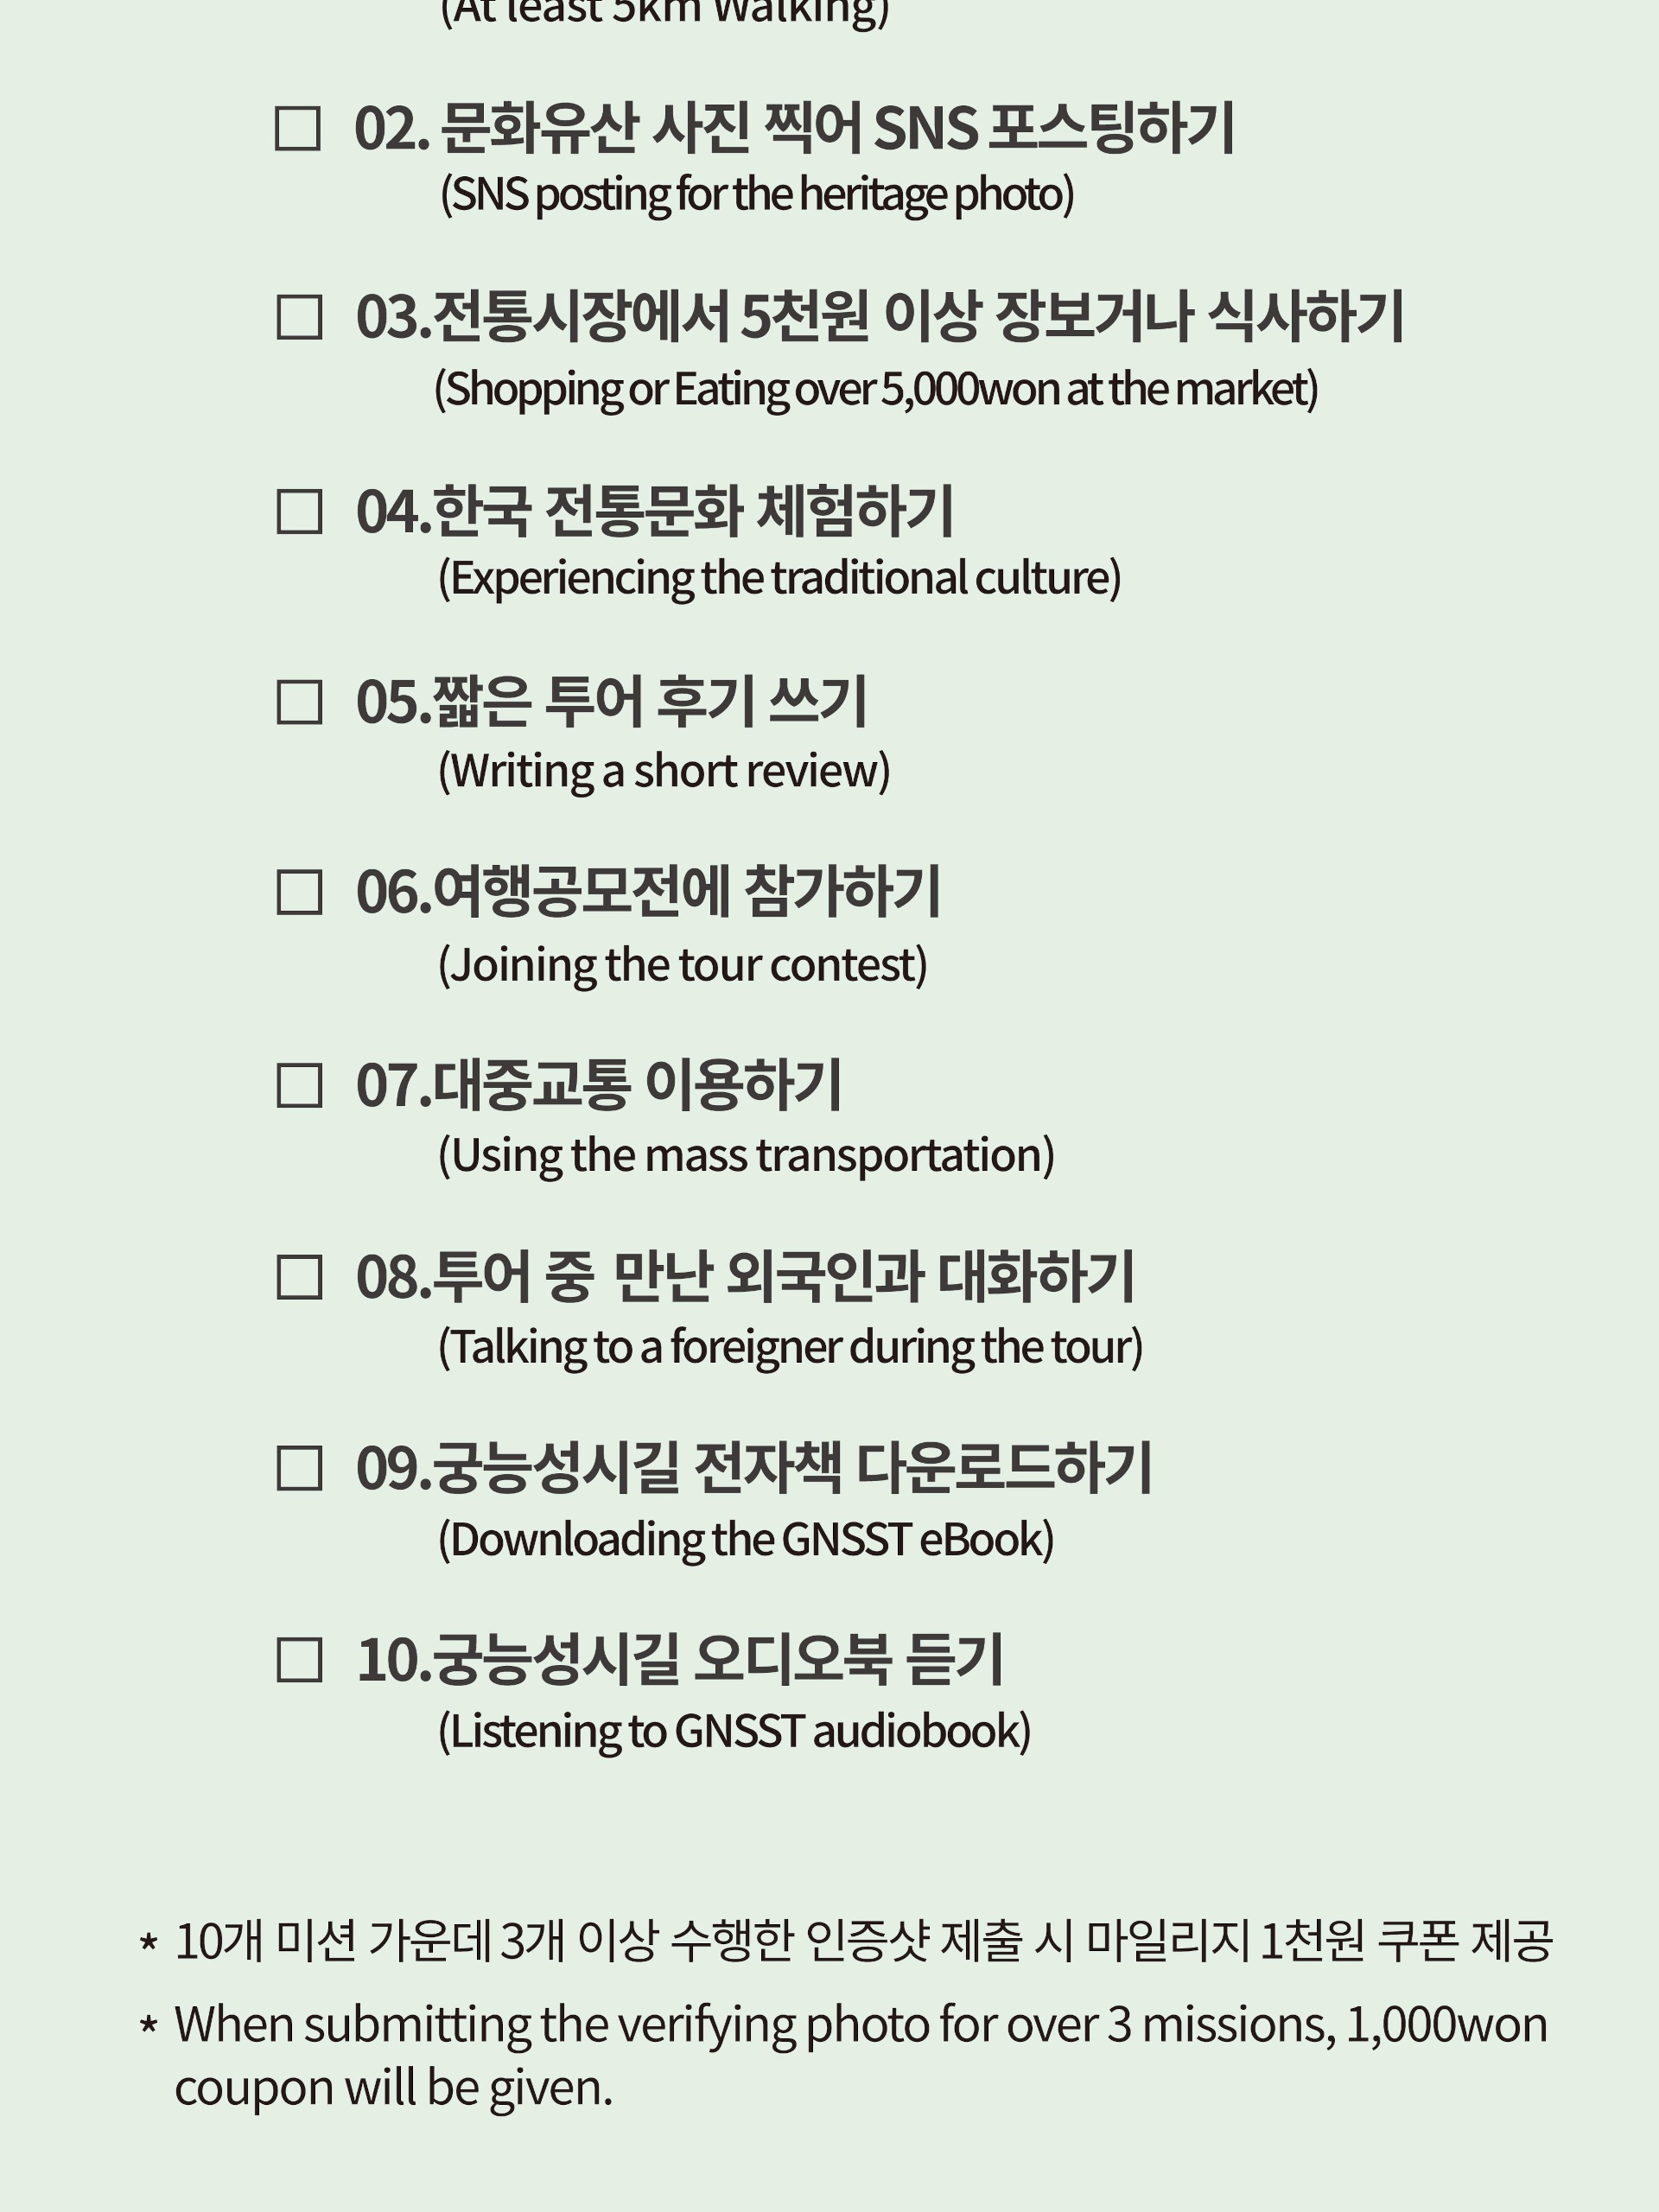 (At least 5km Walking)
□ 02. 문화유산 사진 찍어 SNS 포스팅하기
(SNS posting for the heritage photo)
□ 03.전통시장에서 5천원 이상 장보거나 식사하기
(Shopping or Eating over 5,000won at the market)
□ 04.한국 전통문화 체험하기
(Experiencing the traditional culture)
□ 05.짧은 투어 후기 쓰기
(Writing a short review)
□ 06.여행공모전에 참가하기
(Joining the tour contest)
□ 07.대중교통 이용하기
(Using the mass transportation)
□ 08.투어 중 만난 외국인과 대화하기
(Talking to a foreigner during the tour)
□ 09.궁능성시길 전자책 다운로드하기
(Downloading the GNSST eBook)
□ 10.궁능성시길 오디오북 듣기
(Listening to GNSST audiobook)
* 10개 미션 가운데 3개 이상 수행한 인증샷 제출 시 마일리지 1천원 쿠폰 제공
* When submitting the verifying photo for over 3 missions, 1,000won
coupon will be given.